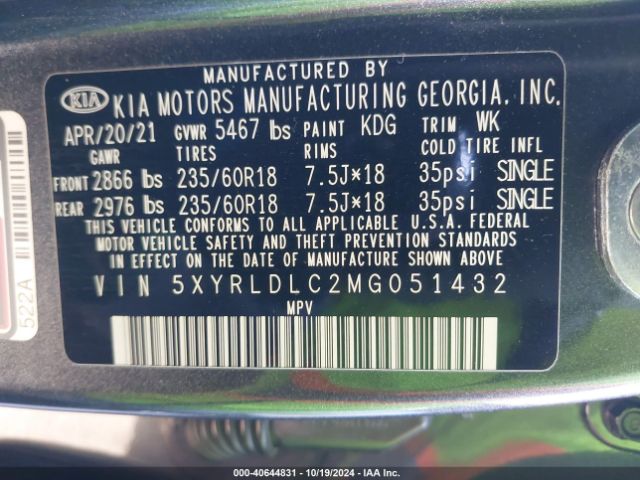 MANUFACTURED BY
KIA KIA MOTORS MANUFACTURING GEORGIA, INC.
APR/20/21 GVWR 5467 lbs PAINT KDG TRIM WK
GAWR TIRES RIMS COLD TIRE INFL
FRONT 2866 lbs 235/60R18 7.5J*18 35psi SINGLE
REAR 2976 lbs 235/60R18 7.5J*18 35psi SINGLE
THIS VEHICLE CONFORMS TO ALL APPLICABLE U.S.A. FEDERAL
MOTOR VEHICLE SAFETY AND THEFT PREVENTION STANDARDS
IN EFFECT ON THE DATE OF MANUFACTURE SHOWN ABOVE.
VIN 5XYRLDLC2MG051432
MPV
522A
000-40644831 - 10/19/2024 - IAA Inc.